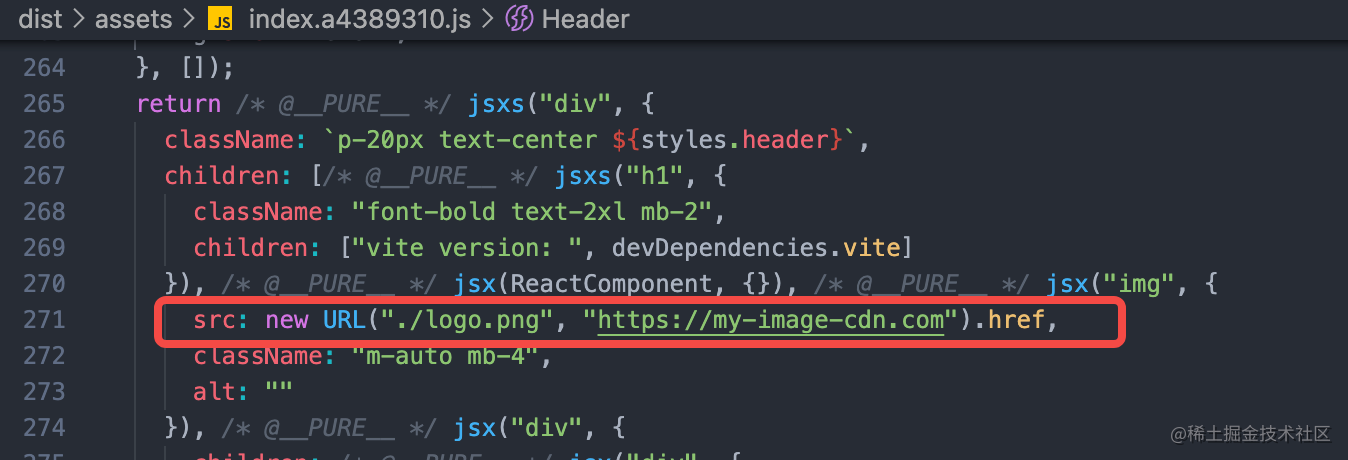 dist > assets > JS index.a4389310.js > Header
264 }, []);
265 return /* @__PURE__ */ jsxs("div", {
266 className: `p-20px text-center ${styles.header}`,
267 children: [/* @__PURE__ */ jsxs("h1", {
268 className: "font-bold text-2xl mb-2",
269 children: ["vite version: ", devDependencies.vite]
270 }), /* @__PURE__ */ jsx(ReactComponent, {}), /* @__PURE__ */ jsx("img", {
271 src: new URL("./logo.png", "https://my-image-cdn.com").href,
272 className: "m-auto mb-4",
273 alt: ""
274 }), /* @__PURE__ */ jsx("div", {
@稀土掘金技术社区